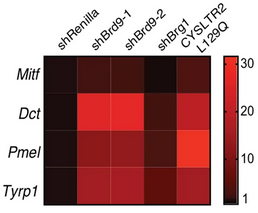 shRenilla
shBrd9-1
shBrd9-2
shBrg1
CYSLTR2
L129Q
Mitf
Dct
Pmel
Tyrp1
30
20
10
1